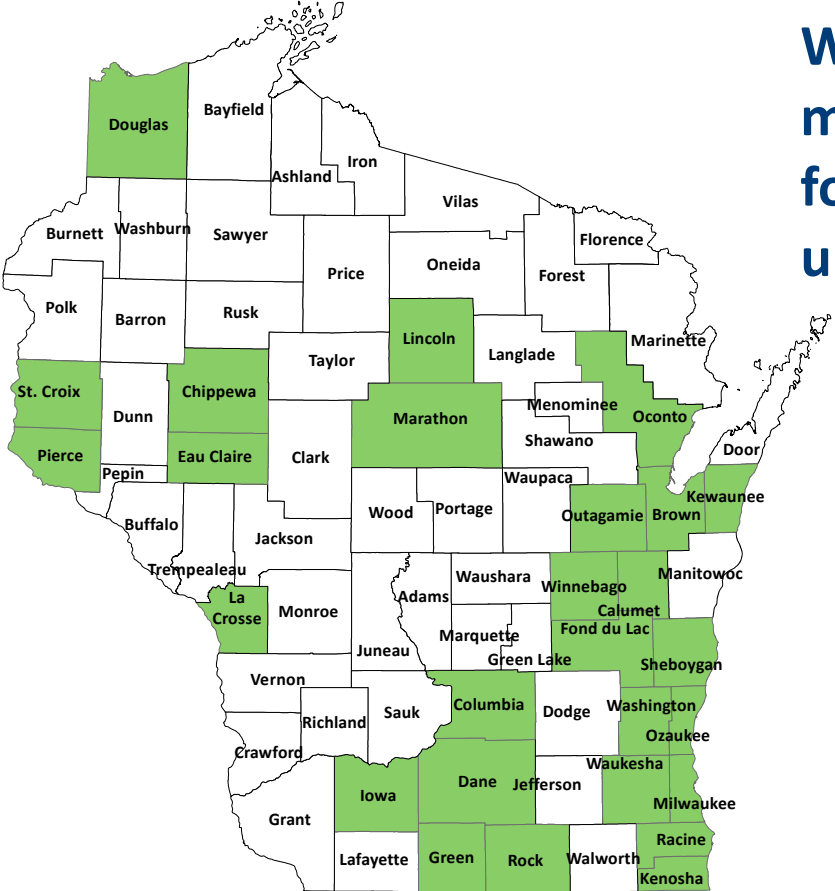 W
m
fo
u
Douglas
Bayfield
Ashland
Iron
Vilas
Burnett
Washburn
Sawyer
Price
Oneida
Forest
Florence
Polk
Barron
Rusk
Taylor
Lincoln
Langlade
Marinette
St. Croix
Dunn
Chippewa
Marathon
Menominee
Oconto
Shawano
Pierce
Pepin
Eau Claire
Clark
Waupaca
Door
Buffalo
Trempealeau
Jackson
Wood
Portage
Outagamie
Brown
Kewaunee
La
Crosse
Monroe
Juneau
Adams
Waushara
Winnebago
Calumet
Manitowoc
Marquette
Green Lake
Fond du Lac
Sheboygan
Vernon
Richland
Sauk
Columbia
Dodge
Washington
Ozaukee
Crawford
Grant
Iowa
Dane
Jefferson
Waukesha
Milwaukee
Lafayette
Green
Rock
Walworth
Racine
Kenosha